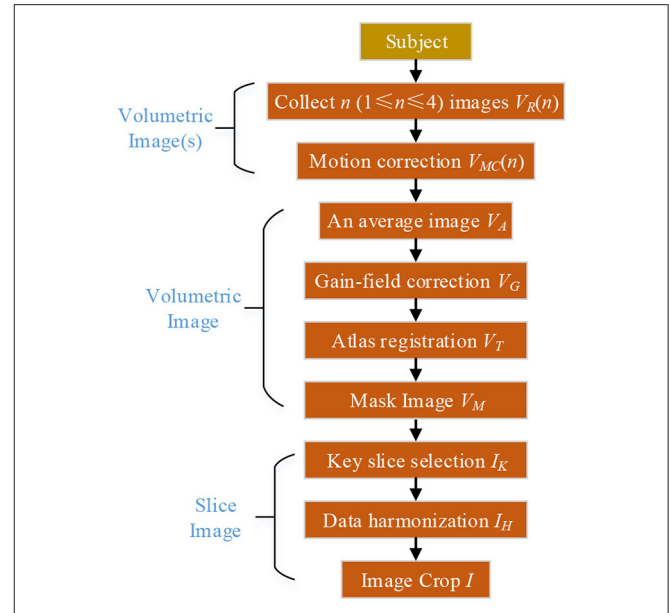 Subject
Collect n (1≤n≤4) images V_R(n)
Volumetric
Image(s)
Motion correction V_MC(n)
An average image V_A
Gain-field correction V_G
Volumetric
Image
Atlas registration V_T
Mask Image V_M
Key slice selection I_K
Slice
Image
Data harmonization I_H
Image Crop I